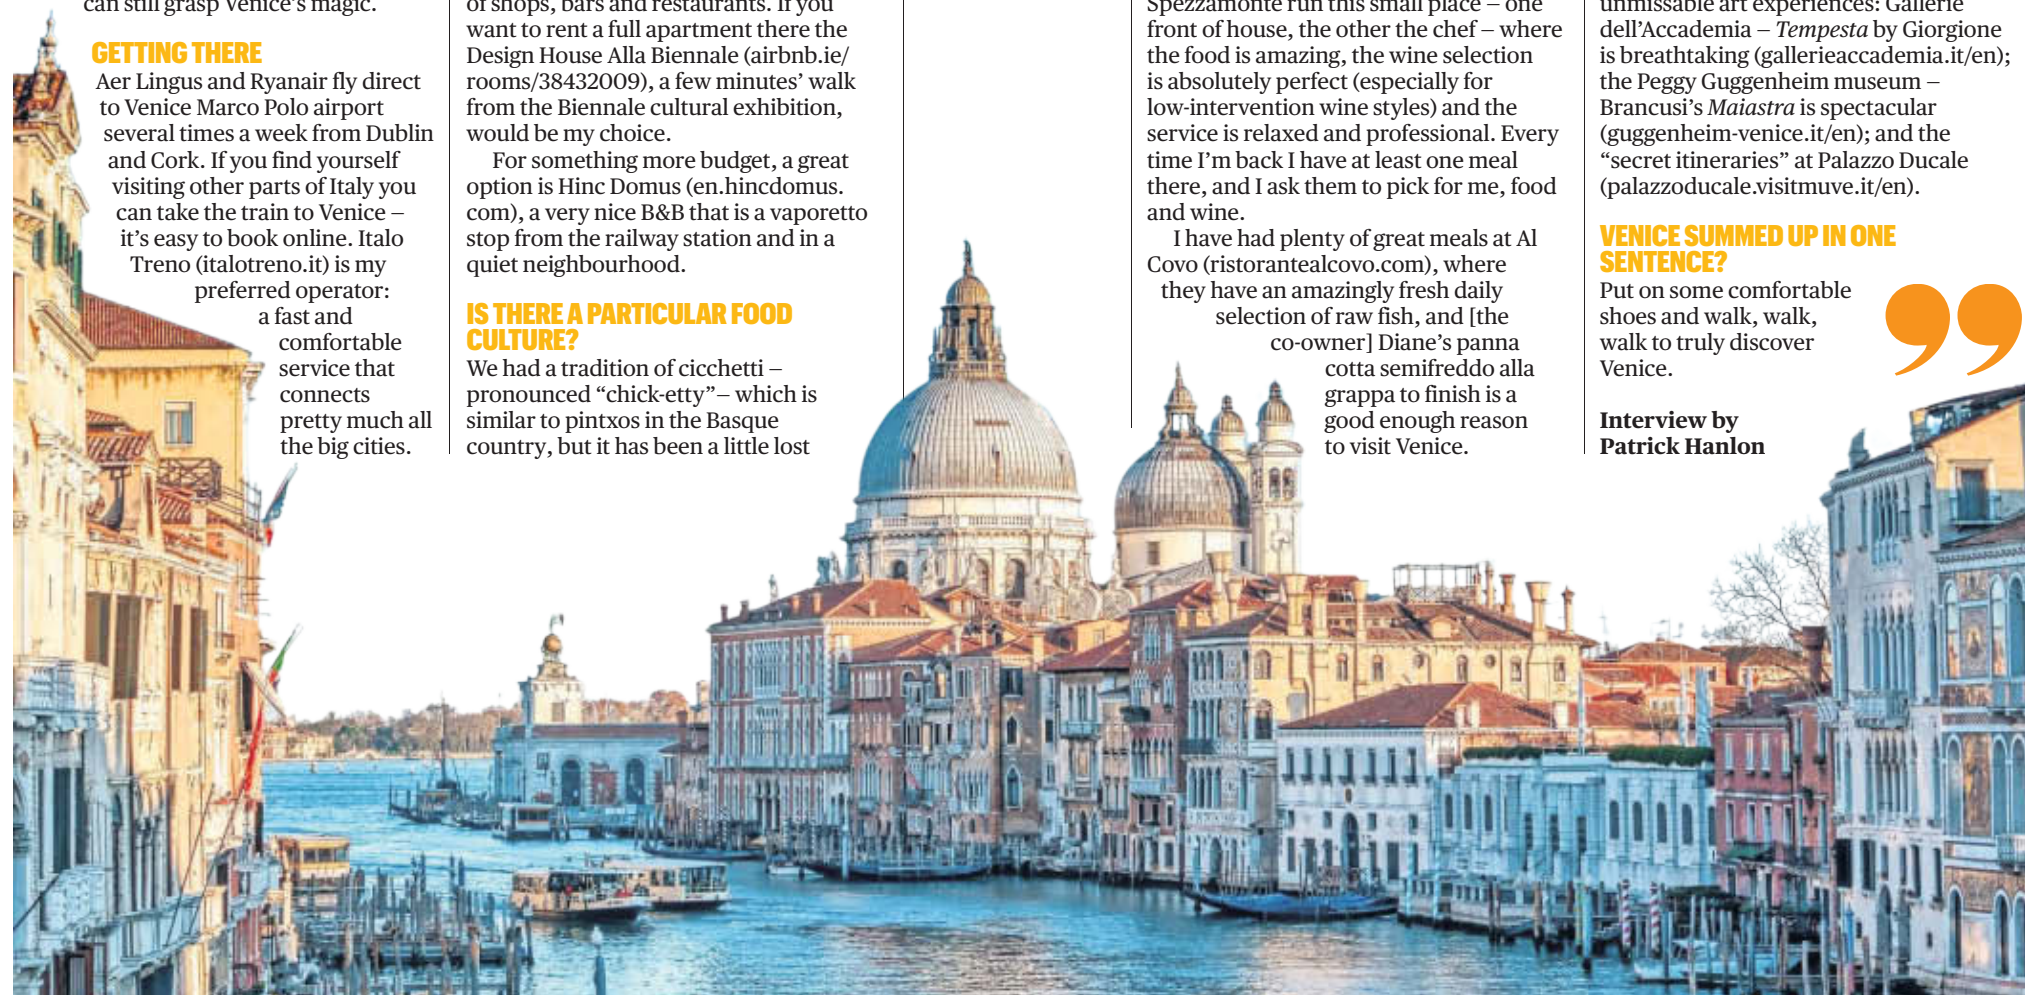 can still grasp Venice's magic.
GETTING THERE
Aer Lingus and Ryanair fly direct
to Venice Marco Polo airport
several times a week from Dublin
and Cork. If you find yourself
visiting other parts of Italy you
can take the train to Venice –
it's easy to book online. Italo
Treno (italotreno.it) is my
preferred operator:
a fast and
comfortable
service that
connects
pretty much all
the big cities.
of shops, bars and restaurants. If you
want to rent a full apartment there the
Design House Alla Biennale (airbnb.ie/
rooms/38432009), a few minutes' walk
from the Biennale cultural exhibition,
would be my choice.
For something more budget, a great
option is Hinc Domus (en.hincdomus.
com), a very nice B&B that is a vaporetto
stop from the railway station and in a
quiet neighbourhood.
IS THERE A PARTICULAR FOOD
CULTURE?
We had a tradition of cicchetti –
pronounced “chick-etty”– which is
similar to pintxos in the Basque
country, but it has been a little lost
Spezzamonte run this small place – one
front of house, the other the chef – where
the food is amazing, the wine selection
is absolutely perfect (especially for
low-intervention wine styles) and the
service is relaxed and professional. Every
time I'm back I have at least one meal
there, and I ask them to pick for me, food
and wine.
I have had plenty of great meals at Al
Covo (ristorantealcovo.com), where
they have an amazingly fresh daily
selection of raw fish, and [the
co-owner] Diane's panna
cotta semifreddo alla
grappa to finish is a
good enough reason
to visit Venice.
unmissable art experiences: Gallerie
dell'Accademia – Tempesta by Giorgione
is breathtaking (gallerieaccademia.it/en);
the Peggy Guggenheim museum –
Brancusi's Maiastra is spectacular
(guggenheim-venice.it/en); and the
“secret itineraries” at Palazzo Ducale
(palazzoducale.visitmuve.it/en).
VENICE SUMMED UP IN ONE
SENTENCE?
Put on some comfortable
shoes and walk, walk,
walk to truly discover
Venice.
”
Interview by
Patrick Hanlon